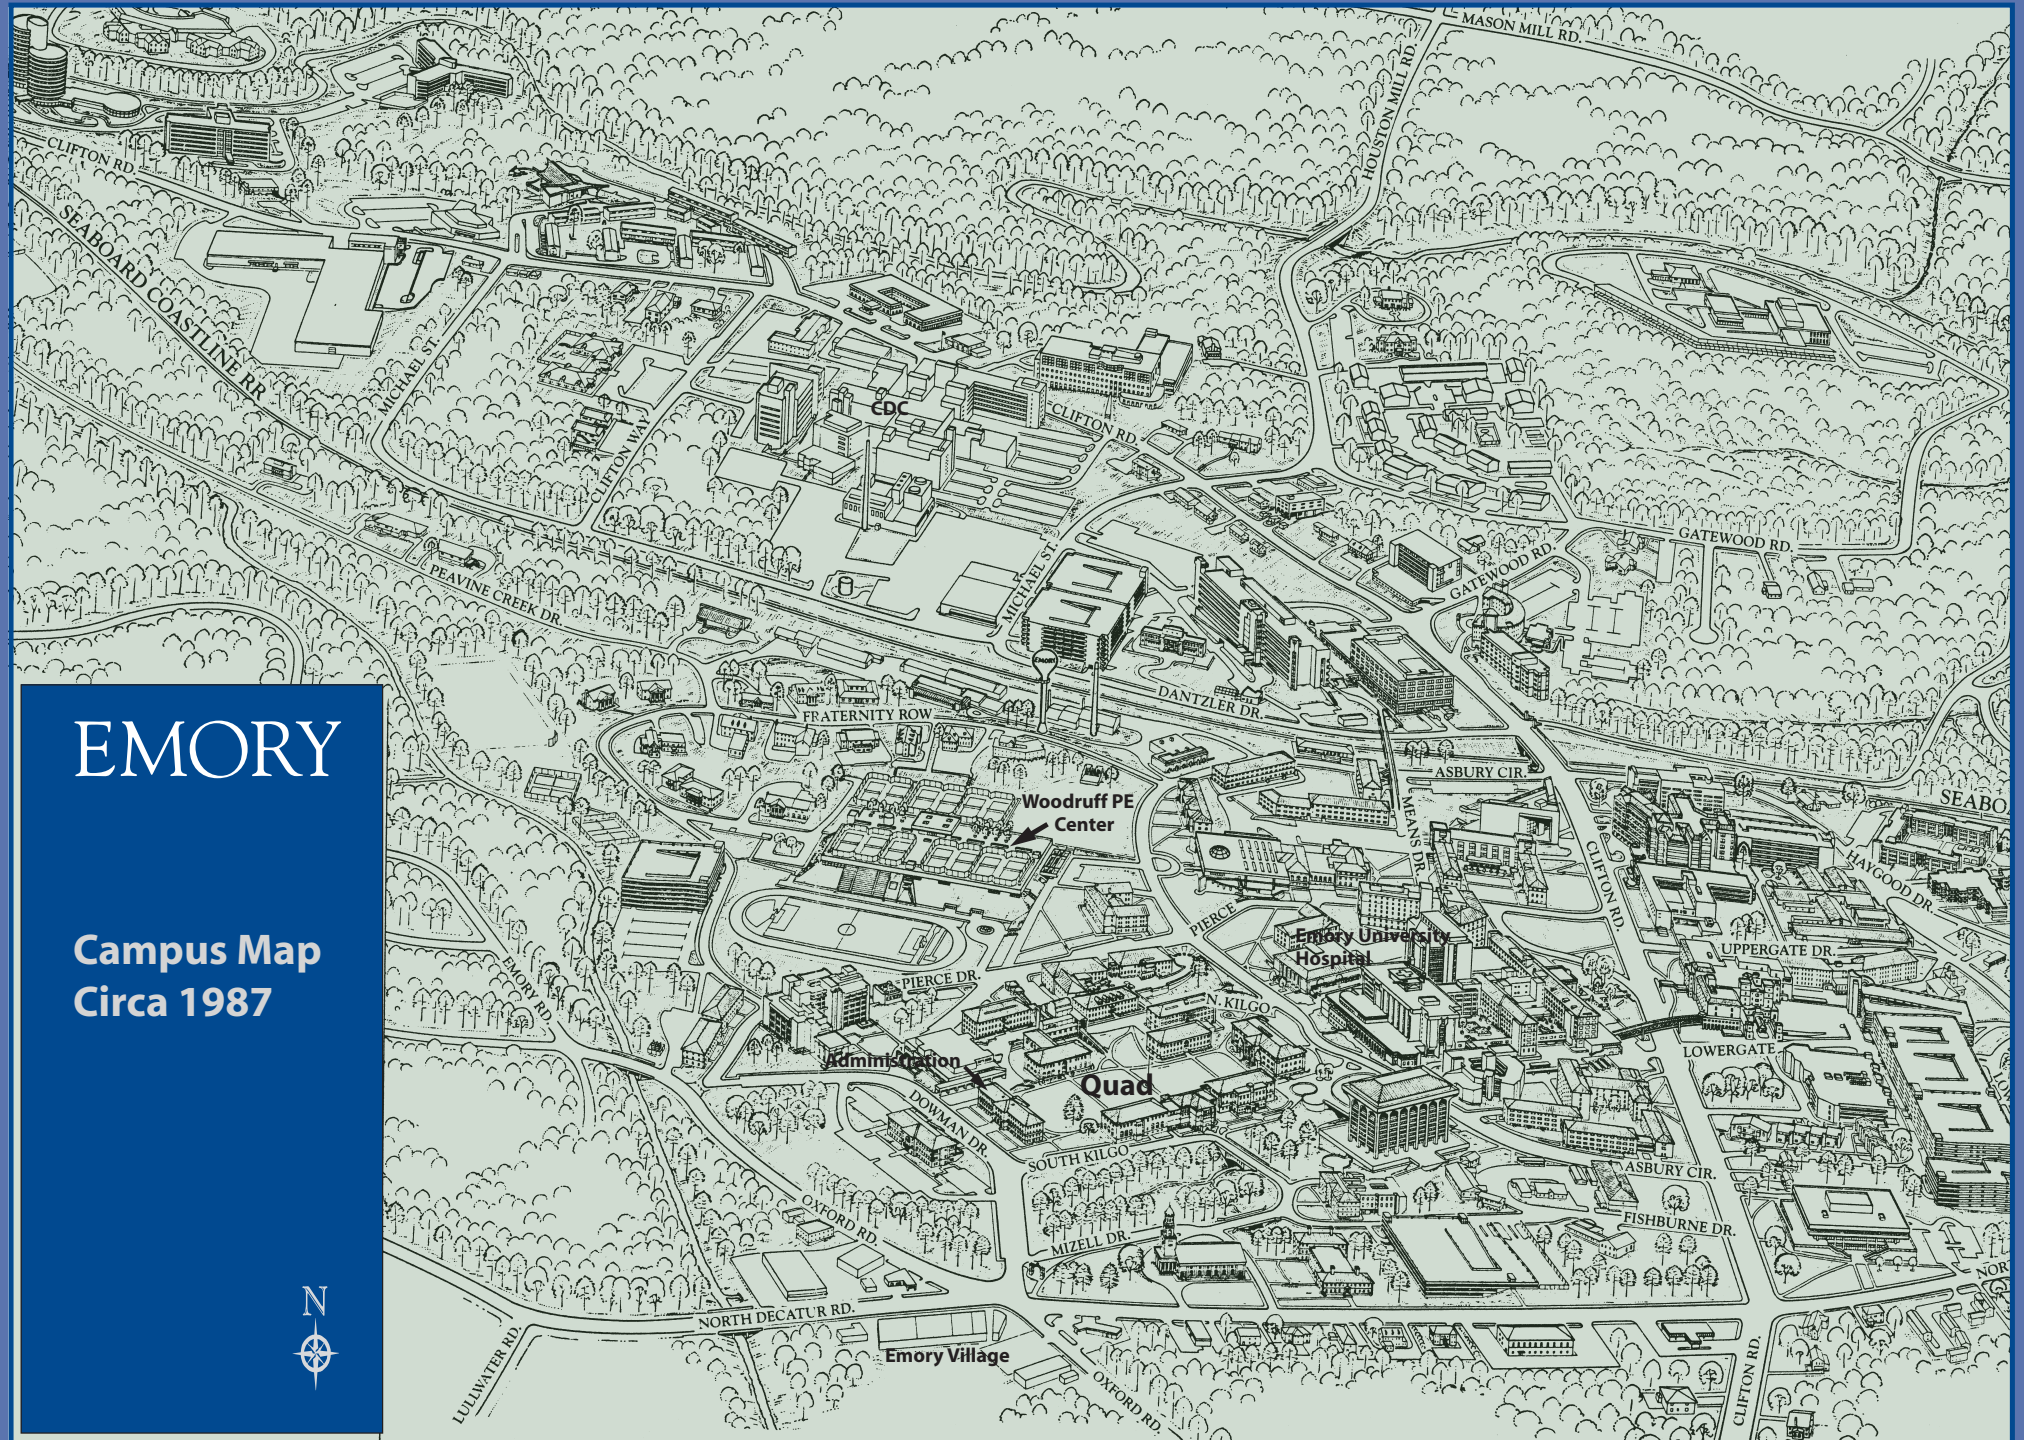 MASON MILL RD.
HOUSTON MILL RD.
CLIFTON RD.
SEABOARD COASTLINE RR
MICHAEL ST.
CLIFTON WAY
CDC
CLIFTON RD.
GATEWOOD RD.
GATEWOOD RD.
MICHAEL ST.
PEAVINE CREEK DR.
EMORY
DANTZLER DR.
FRATERNITY ROW
ASBURY CIR.
SEABO
Woodruff PE
Center
MEANS DR.
CLIFTON RD.
HAYGOOD DR.
PIERCE
Emory University
Hospital
UPPERGATE DR.
EMORY RD.
PIERCE DR.
N. KILGO
LOWERGATE
Administration
Quad
DOWMAN DR.
SOUTH KILGO
ASBURY CIR.
OXFORD RD.
MIZELL DR.
FISHBURNE DR.
NOR
NORTH DECATUR RD.
LULLWATER RD.
Emory Village
OXFORD RD.
CLIFTON RD.
EMORY
Campus Map
Circa 1987
N